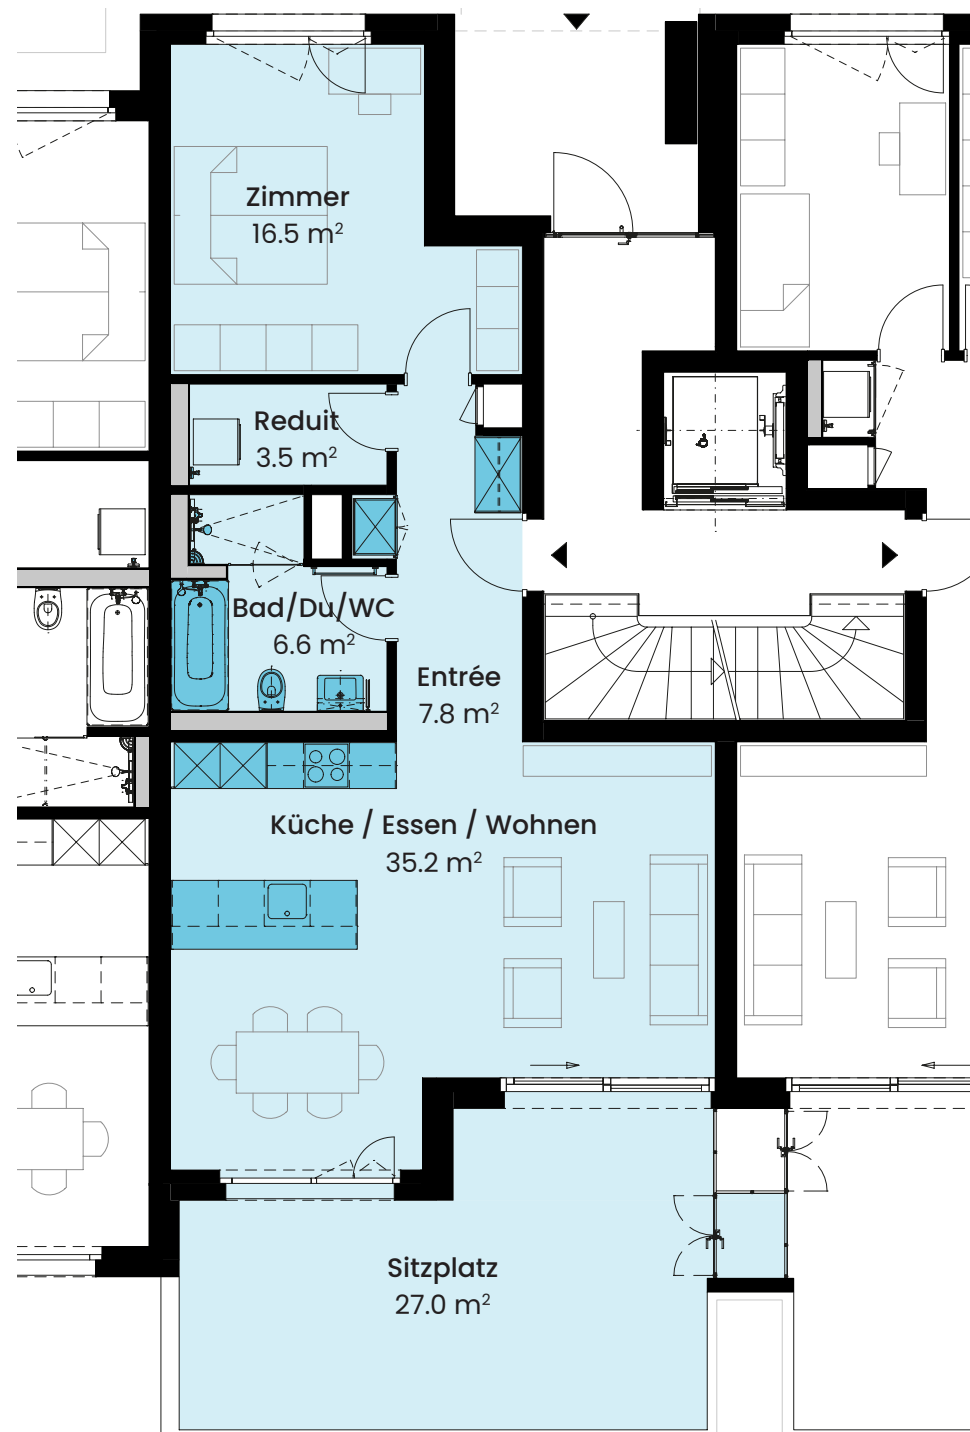 Zimmer
16.5 m²
Reduit
3.5 m²
Bad/Du/WC
6.6 m²
Entrée
7.8 m²
Küche / Essen / Wohnen
35.2 m²
Sitzplatz
27.0 m²